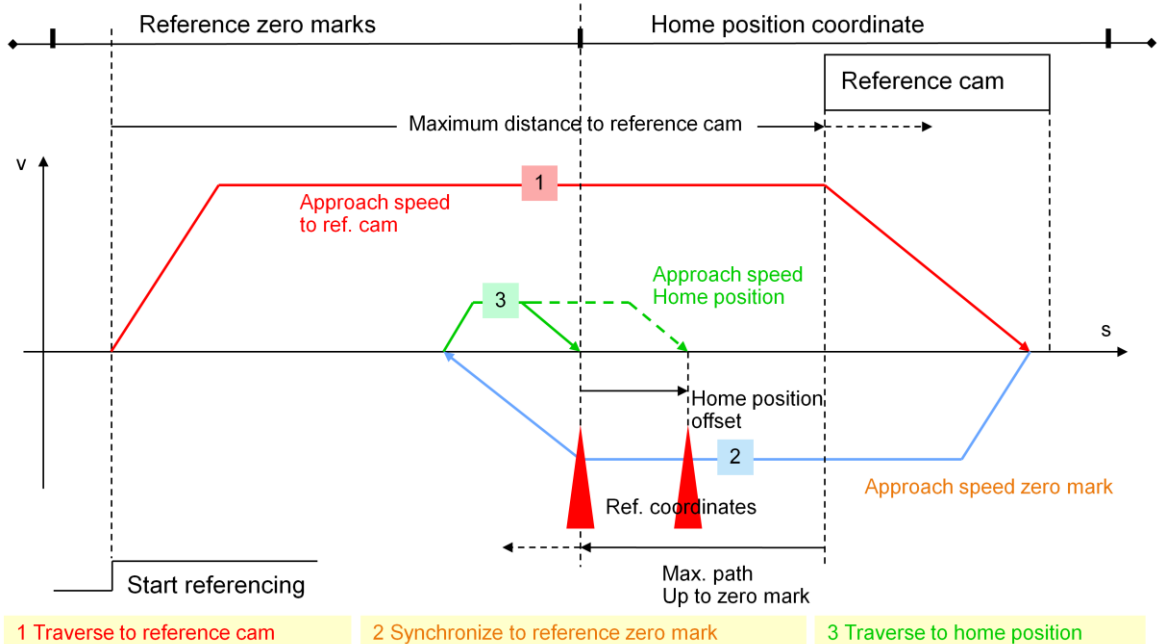 Reference zero marks
Home position coordinate
Reference cam
Maximum distance to reference cam
v
1
Approach speed
to ref. cam
Approach speed
Home position
3
s
Home position
offset
2
Approach speed zero mark
Ref. coordinates
Start referencing
Max. path
Up to zero mark
1 Traverse to reference cam
2 Synchronize to reference zero mark
3 Traverse to home position